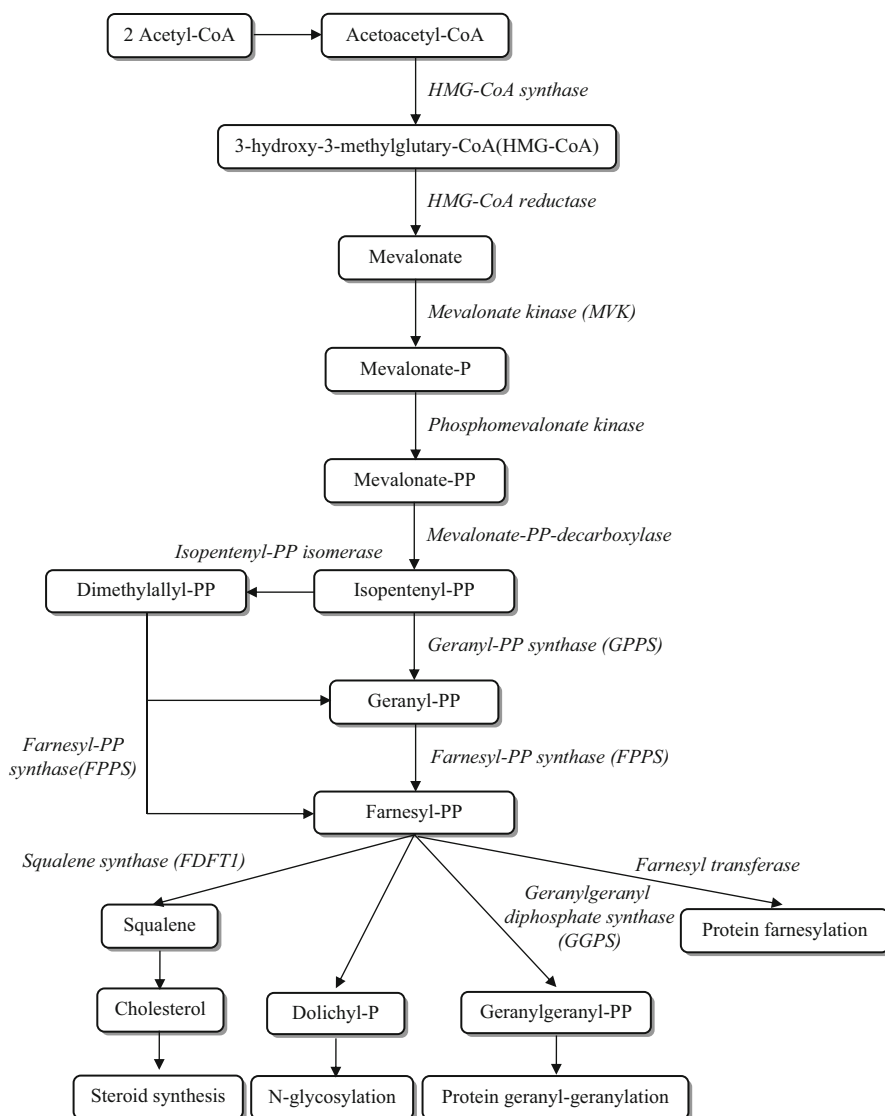 2 Acetyl-CoA
Acetoacetyl-CoA
HMG-CoA synthase
3-hydroxy-3-methylglutary-CoA(HMG-CoA)
HMG-CoA reductase
Mevalonate
Mevalonate kinase (MVK)
Mevalonate-P
Phosphomevalonate kinase
Mevalonate-PP
Mevalonate-PP-decarboxylase
Isopentenyl-PP isomerase
Dimethylallyl-PP
Isopentenyl-PP
Geranyl-PP synthase (GPPS)
Geranyl-PP
Farnesyl-PP
synthase(FPPS)
Farnesyl-PP synthase (FPPS)
Farnesyl-PP
Squalene synthase (FDFT1)
Farnesyl transferase
Geranylgeranyl
diphosphate synthase
(GGPS)
Squalene
Protein farnesylation
Cholesterol
Dolichyl-P
Geranylgeranyl-PP
Steroid synthesis
N-glycosylation
Protein geranyl-geranylation